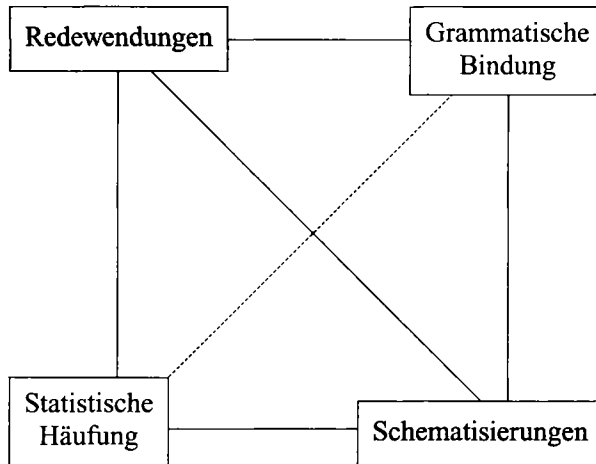 Redewendungen
Grammatische
Bindung
Statistische
Häufung
Schematisierungen